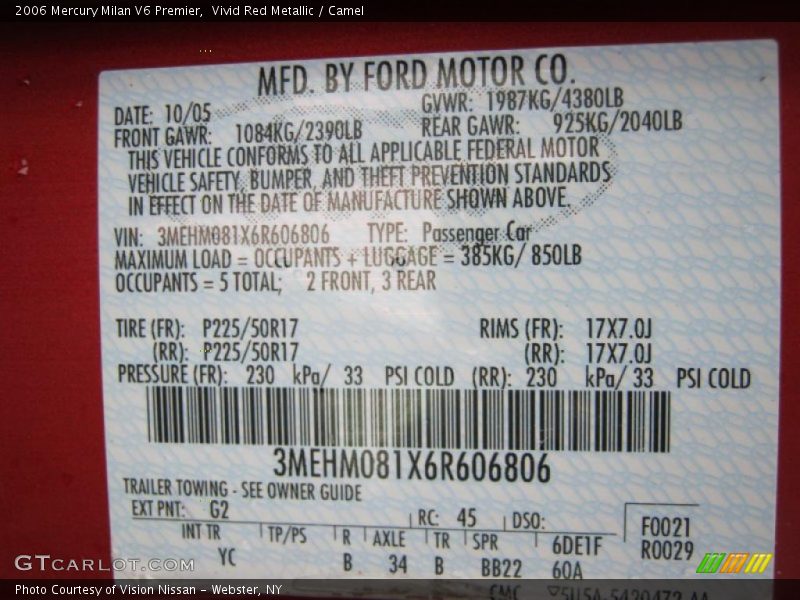 2006 Mercury Milan V6 Premier,  Vivid Red Metallic / Camel
MFD. BY FORD MOTOR CO.
DATE: 10/05 GVWR: 1987KG/4380LB
FRONT GAWR: 1084KG/2390LB REAR GAWR: 925KG/2040LB
THIS VEHICLE CONFORMS TO ALL APPLICABLE FEDERAL MOTOR
VEHICLE SAFETY, BUMPER, AND THEFT PREVENTION STANDARDS
IN EFFECT ON THE DATE OF MANUFACTURE SHOWN ABOVE.
VIN: 3MEHM081X6R606806 TYPE: Passenger Car
MAXIMUM LOAD = OCCUPANTS + LUGGAGE = 385KG/ 850LB
OCCUPANTS = 5 TOTAL; 2 FRONT, 3 REAR
TIRE (FR): P225/50R17 RIMS (FR): 17X7.0J
(RR): P225/50R17 (RR): 17X7.0J
PRESSURE (FR): 230 kPa/ 33 PSI COLD (RR): 230 kPa/ 33 PSI COLD
3MEHM081X6R606806
TRAILER TOWING - SEE OWNER GUIDE
EXT PNT: G2 RC: 45 DSO: F0021
INT TR TP/PS R AXLE TR SPR 6DE1F R0029
YC B 34 B BB22 60A
GTCARLOT.COM
Photo Courtesy of Vision Nissan - Webster, NY